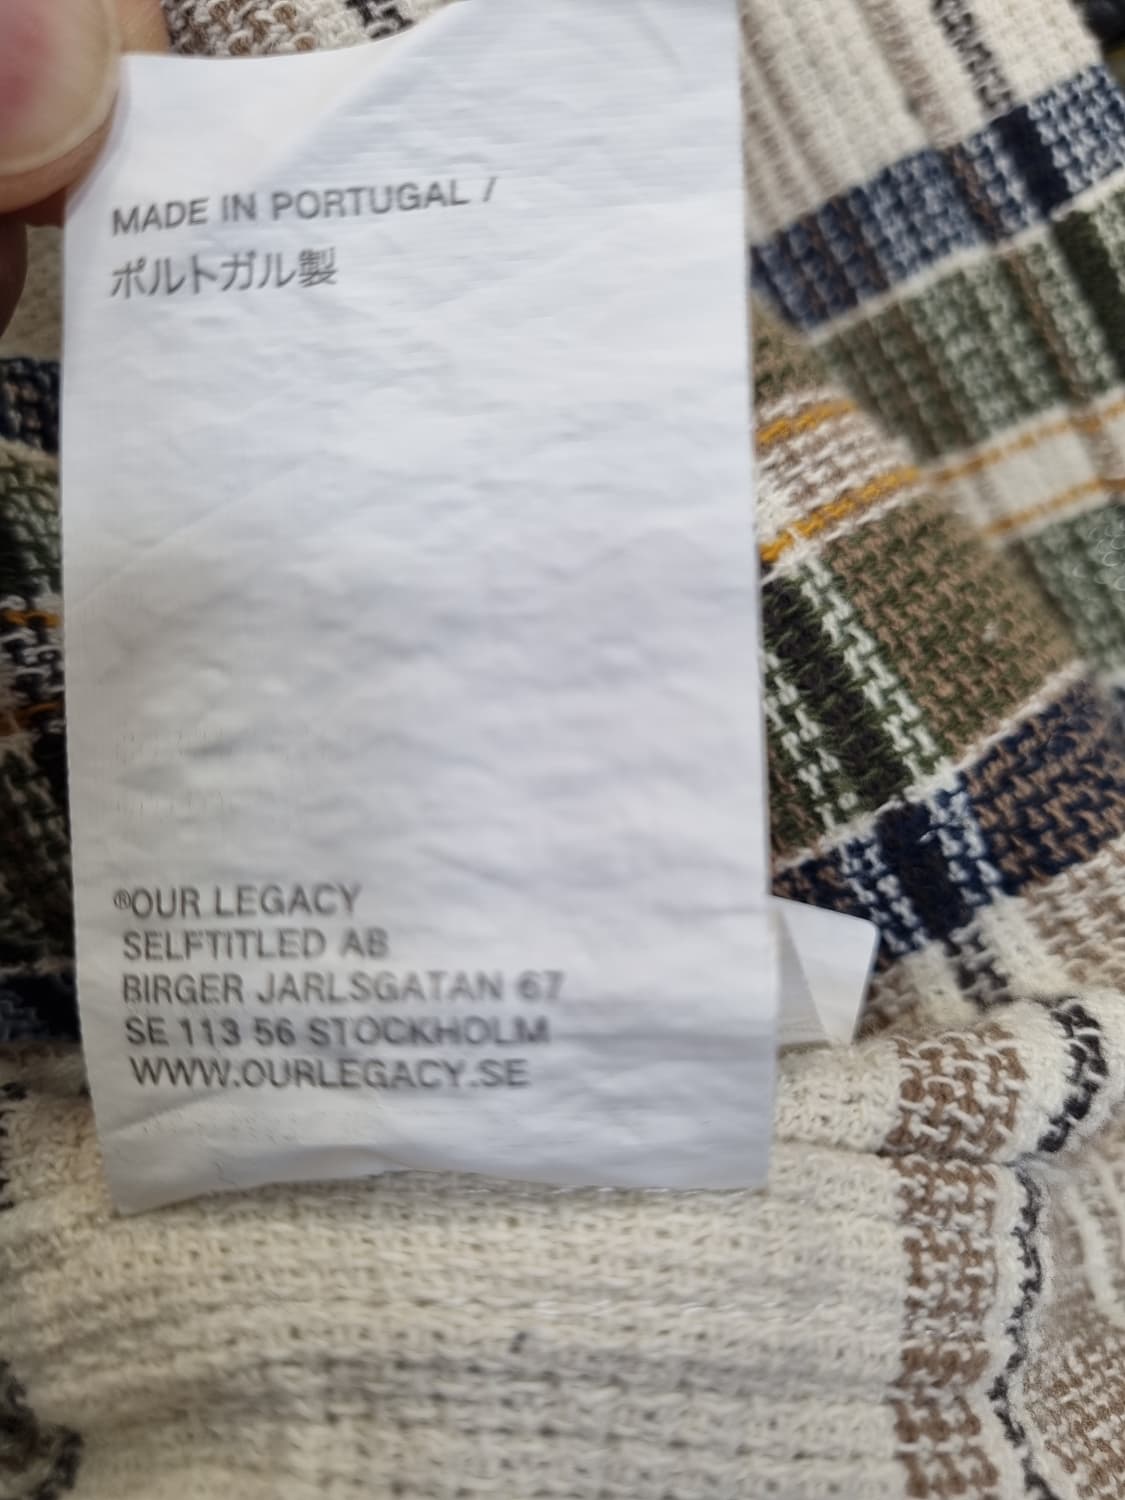 MADE IN PORTUGAL /
ポルトガル製
®OUR LEGACY
SELFTITLED AB
BIRGER JARLSGATAN 67
SE 113 56 STOCKHOLM
WWW.OURLEGACY.SE